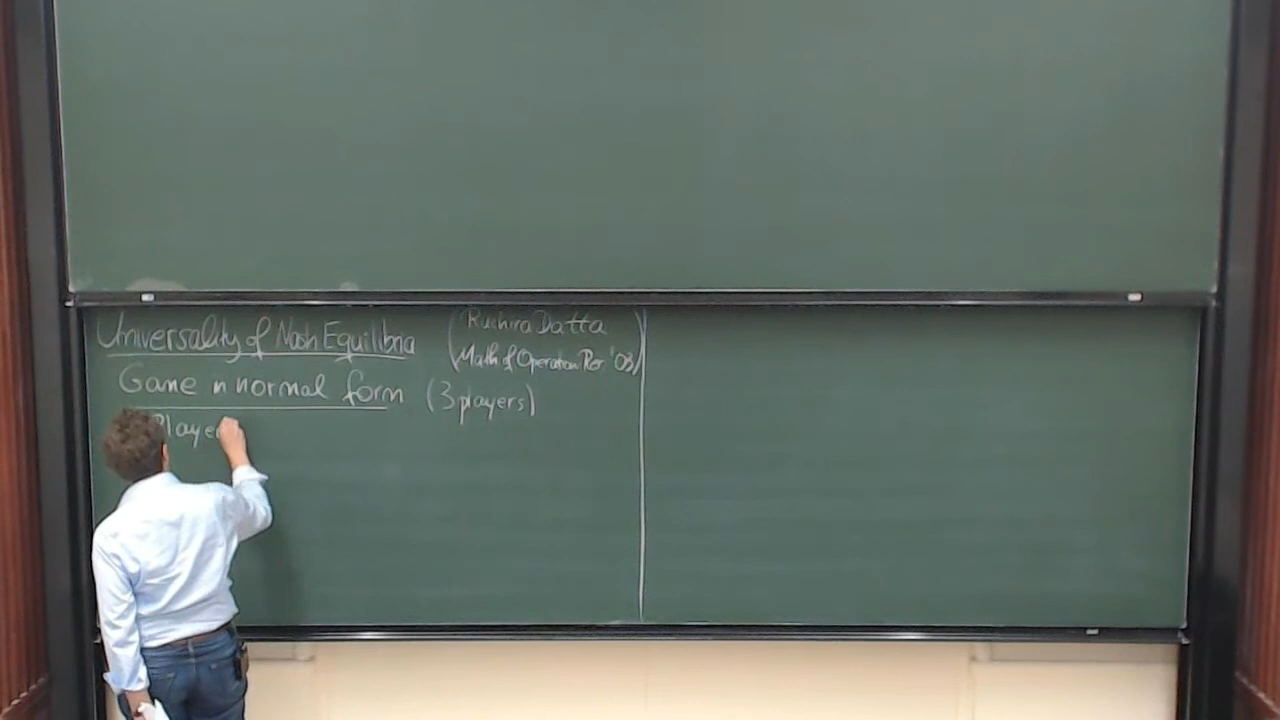 Universality of Nash Equilibria
(Ruchira Datta
Math of Operation Res '03)
Game in normal form (3 players)
Player